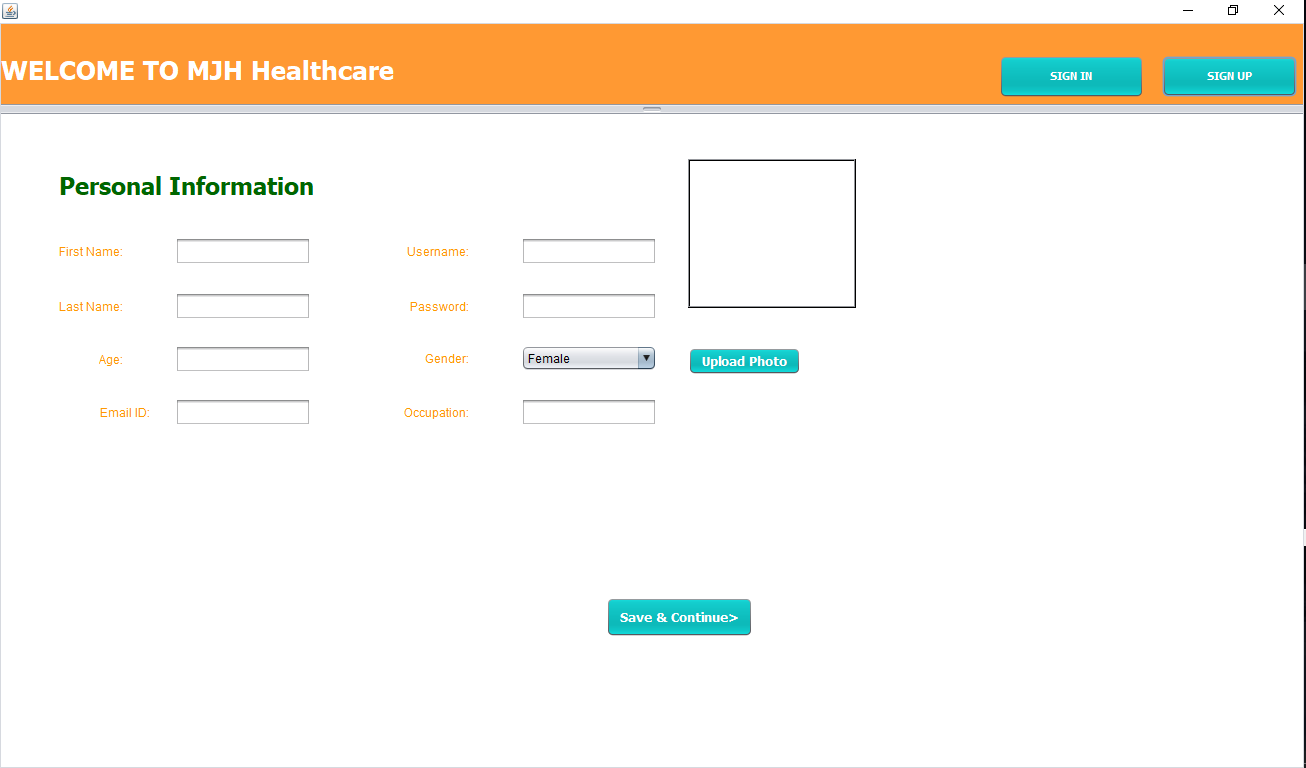 WELCOME TO MJH Healthcare
SIGN IN
SIGN UP
Personal Information
First Name:
Username:
Last Name:
Password:
Age:
Gender:
Female
Upload Photo
Email ID:
Occupation:
Save & Continue>